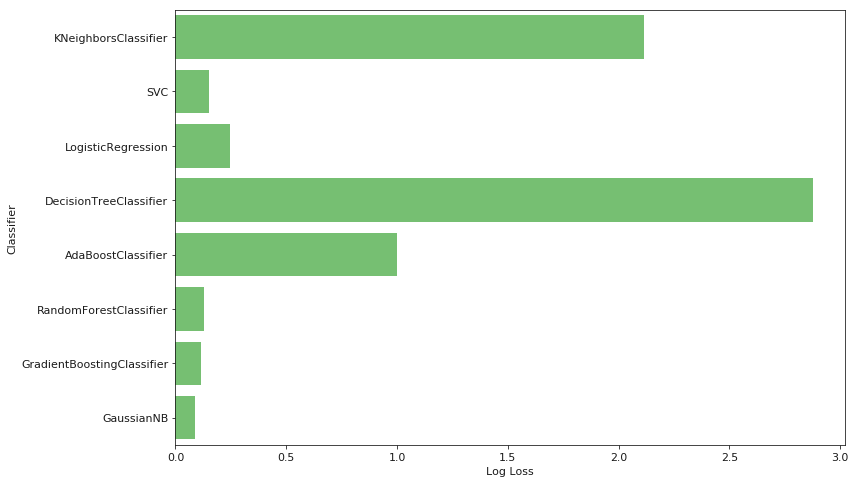 KNeighborsClassifier
SVC
LogisticRegression
DecisionTreeClassifier
AdaBoostClassifier
RandomForestClassifier
GradientBoostingClassifier
GaussianNB
Classifier
0.0 0.5 1.0 1.5 2.0 2.5 3.0
Log Loss